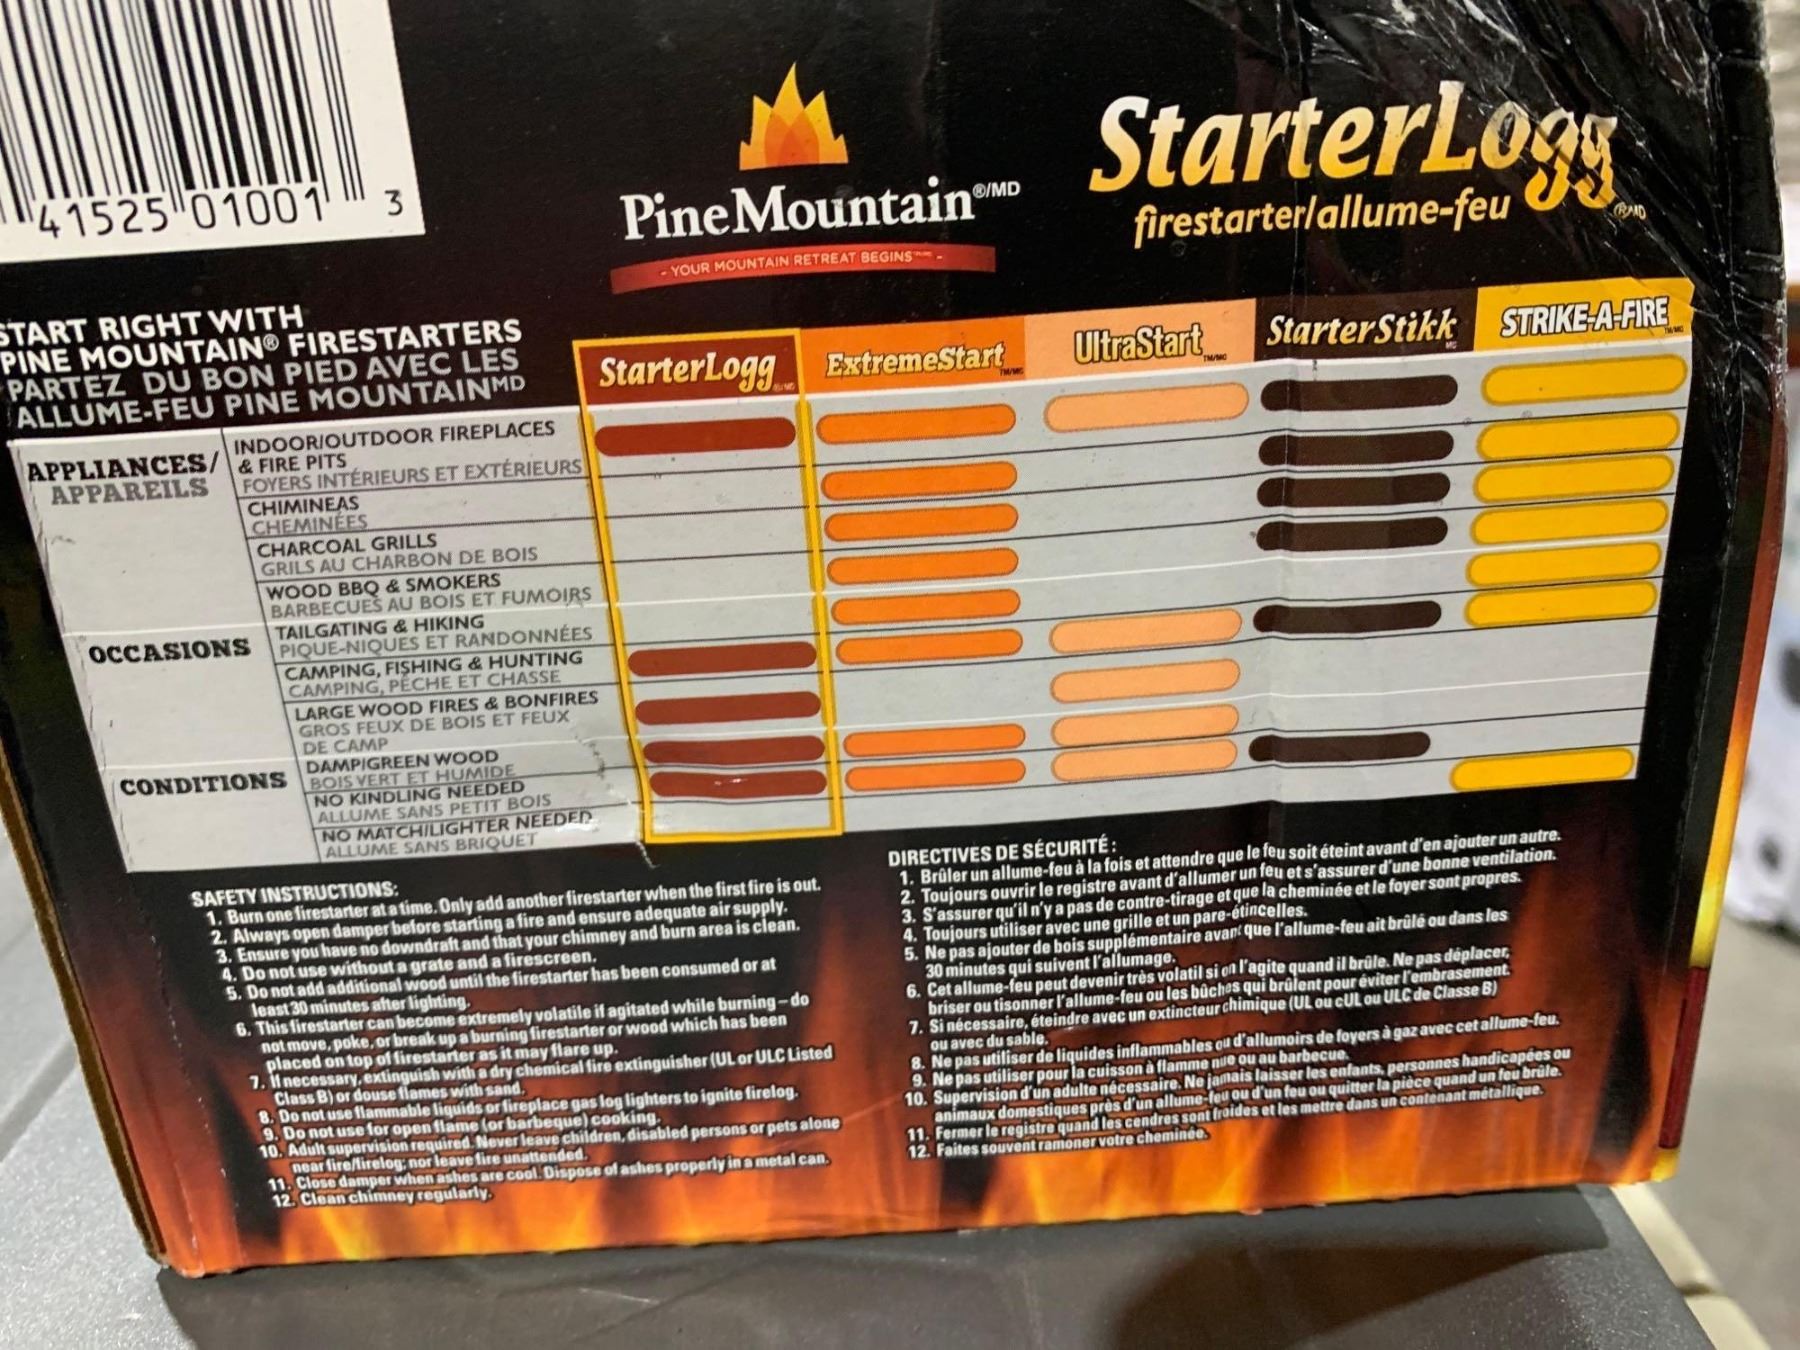 41525 01001 3
PineMountain®/MD
- YOUR MOUNTAIN RETREAT BEGINS -
StarterLogg
®/MD
firestarter/allume-feu
START RIGHT WITH
PINE MOUNTAIN® FIRESTARTERS
PARTEZ DU BON PIED AVEC LES
ALLUME-FEU PINE MOUNTAINMD
StarterLogg
ExtremeStart TM/MC
UltraStart TM/MC
StarterStikk MC
STRIKE-A-FIRE TM/MC
APPLIANCES/
APPAREILS
INDOOR/OUTDOOR FIREPLACES
& FIRE PITS
FOYERS INTÉRIEURS ET EXTÉRIEURS
CHIMINEAS
CHEMINÉES
CHARCOAL GRILLS
GRILS AU CHARBON DE BOIS
WOOD BBQ & SMOKERS
BARBECUES AU BOIS ET FUMOIRS
OCCASIONS
TAILGATING & HIKING
PIQUE-NIQUES ET RANDONNÉES
CAMPING, FISHING & HUNTING
CAMPING, PÊCHE ET CHASSE
LARGE WOOD FIRES & BONFIRES
GROS FEUX DE BOIS ET FEUX
DE CAMP
CONDITIONS
DAMP/GREEN WOOD
BOIS VERT ET HUMIDE
NO KINDLING NEEDED
ALLUME SANS PETIT BOIS
NO MATCH/LIGHTER NEEDED
ALLUME SANS BRIQUET
SAFETY INSTRUCTIONS:
1. Burn one firestarter at a time. Only add another firestarter when the first fire is out.
2. Always open damper before starting a fire and ensure adequate air supply.
3. Ensure you have no downdraft and that your chimney and burn area is clean.
4. Do not use without a grate and a firescreen.
5. Do not add additional wood until the firestarter has been consumed or at
least 30 minutes after lighting.
6. This firestarter can become extremely volatile if agitated while burning – do
not move, poke, or break up a burning firestarter or wood which has been
placed on top of firestarter as it may flare up.
7. If necessary, extinguish with a dry chemical fire extinguisher (UL or ULC Listed
Class B) or douse flames with sand.
8. Do not use flammable liquids or fireplace gas log lighters to ignite firelog.
9. Do not use for open flame (or barbeque) cooking.
10. Adult supervision required. Never leave children, disabled persons or pets alone
near fire/firelog; nor leave fire unattended.
11. Close damper when ashes are cool. Dispose of ashes properly in a metal can.
12. Clean chimney regularly.
DIRECTIVES DE SÉCURITÉ :
1. Brûler un allume-feu à la fois et attendre que le feu soit éteint avant d'en ajouter un autre.
2. Toujours ouvrir le registre avant d'allumer un feu et s'assurer d'une bonne ventilation.
3. S'assurer qu'il n'y a pas de contre-tirage et que la cheminée et le foyer sont propres.
4. Toujours utiliser avec une grille et un pare-étincelles.
5. Ne pas ajouter de bois supplémentaire avant que l'allume-feu ait brûlé ou dans les
30 minutes qui suivent l'allumage.
6. Cet allume-feu peut devenir très volatil si on l'agite quand il brûle. Ne pas déplacer,
briser ou tisonner l'allume-feu ou les bûches qui brûlent pour éviter l'embrasement.
7. Si nécessaire, éteindre avec un extincteur chimique (UL ou cUL ou ULC de Classe B)
ou avec du sable.
8. Ne pas utiliser de liquides inflammables ou d'allumoirs de foyers à gaz avec cet allume-feu.
9. Ne pas utiliser pour la cuisson à flamme nue ou au barbecue.
10. Supervision d'un adulte nécessaire. Ne jamais laisser les enfants, personnes handicapées ou
animaux domestiques près d'un allume-feu ou d'un feu ou quitter la pièce quand un feu brûle.
11. Fermer le registre quand les cendres sont froides et les mettre dans un contenant métallique.
12. Faites souvent ramoner votre cheminée.